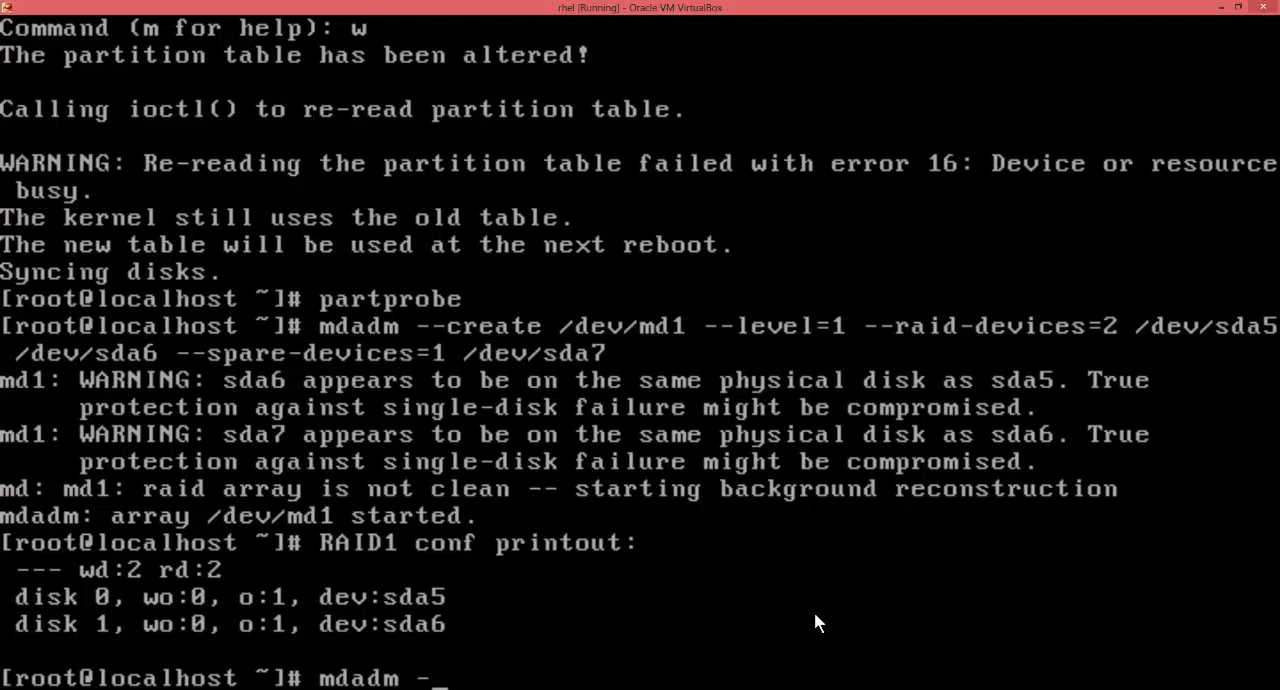 rhel [Running] - Oracle VM VirtualBox
Command (m for help): w
The partition table has been altered!
Calling ioctl() to re-read partition table.
WARNING: Re-reading the partition table failed with error 16: Device or resource
 busy.
The kernel still uses the old table.
The new table will be used at the next reboot.
Syncing disks.
[root@localhost ~]# partprobe
[root@localhost ~]# mdadm --create /dev/md1 --level=1 --raid-devices=2 /dev/sda5
 /dev/sda6 --spare-devices=1 /dev/sda7
md1: WARNING: sda6 appears to be on the same physical disk as sda5. True
     protection against single-disk failure might be compromised.
md1: WARNING: sda7 appears to be on the same physical disk as sda6. True
     protection against single-disk failure might be compromised.
md: md1: raid array is not clean -- starting background reconstruction
mdadm: array /dev/md1 started.
[root@localhost ~]# RAID1 conf printout:
 --- wd:2 rd:2
 disk 0, wo:0, o:1, dev:sda5
 disk 1, wo:0, o:1, dev:sda6
[root@localhost ~]# mdadm -_